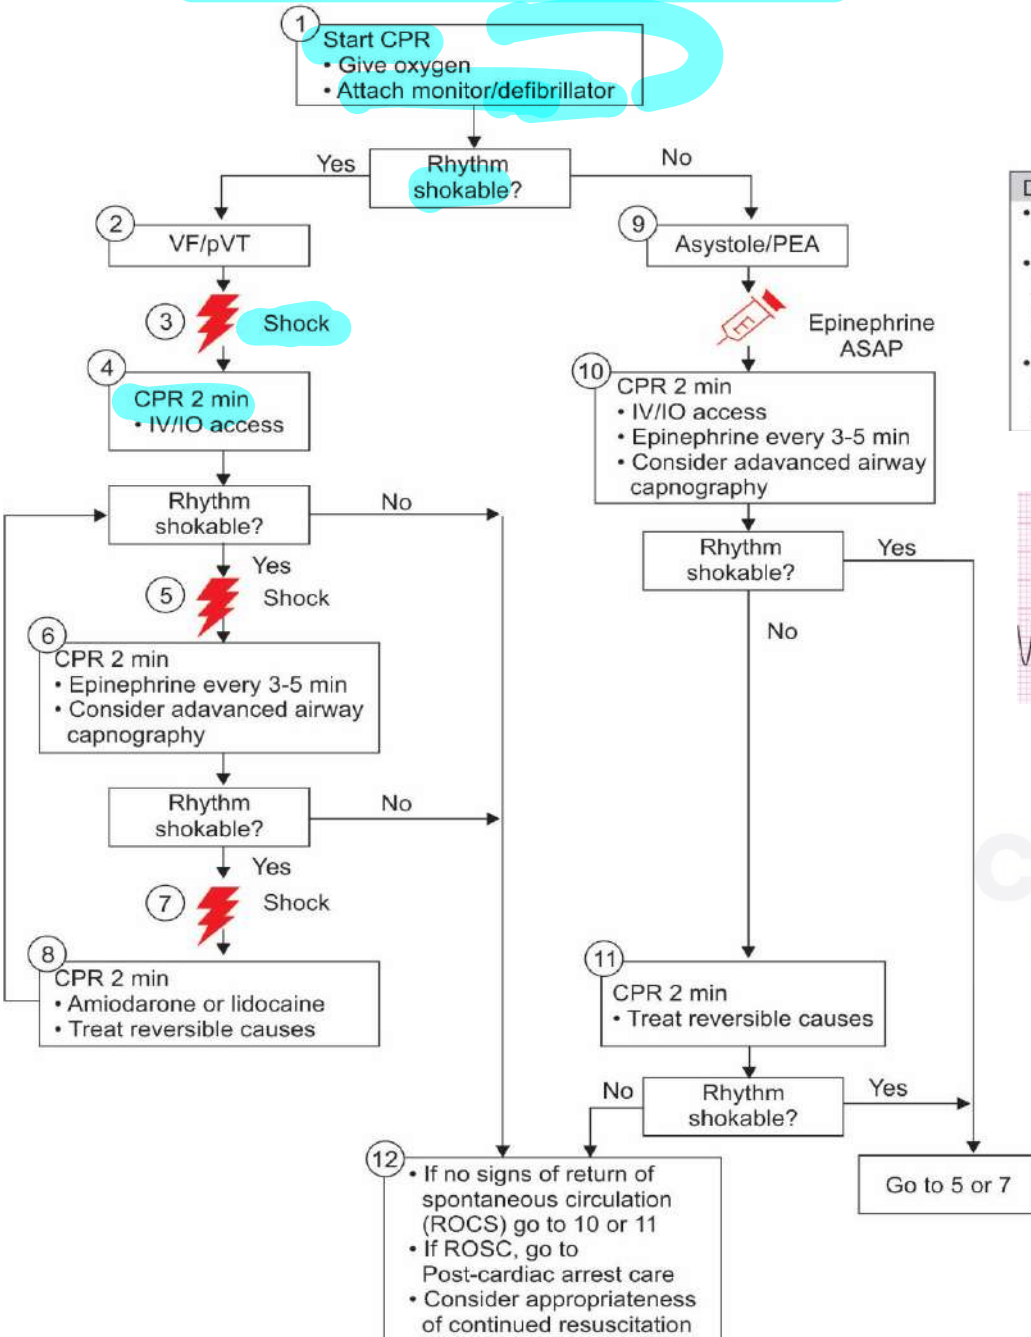 1
Start CPR
• Give oxygen
• Attach monitor/defibrillator
Rhythm
shokable?
Yes
No
2
VF/pVT
3
Shock
4
CPR 2 min
• IV/IO access
Rhythm
shokable?
No
Yes
5
Shock
6
CPR 2 min
• Epinephrine every 3-5 min
• Consider adavanced airway
capnography
Rhythm
shokable?
No
Yes
7
Shock
8
CPR 2 min
• Amiodarone or lidocaine
• Treat reversible causes
9
Asystole/PEA
E
Epinephrine
ASAP
10
CPR 2 min
• IV/IO access
• Epinephrine every 3-5 min
• Consider adavanced airway
capnography
Rhythm
shokable?
Yes
No
11
CPR 2 min
• Treat reversible causes
Rhythm
shokable?
No
Yes
Go to 5 or 7
12
• If no signs of return of
spontaneous circulation
(ROCS) go to 10 or 11
• If ROSC, go to
Post-cardiac arrest care
• Consider appropriateness
of continued resuscitation